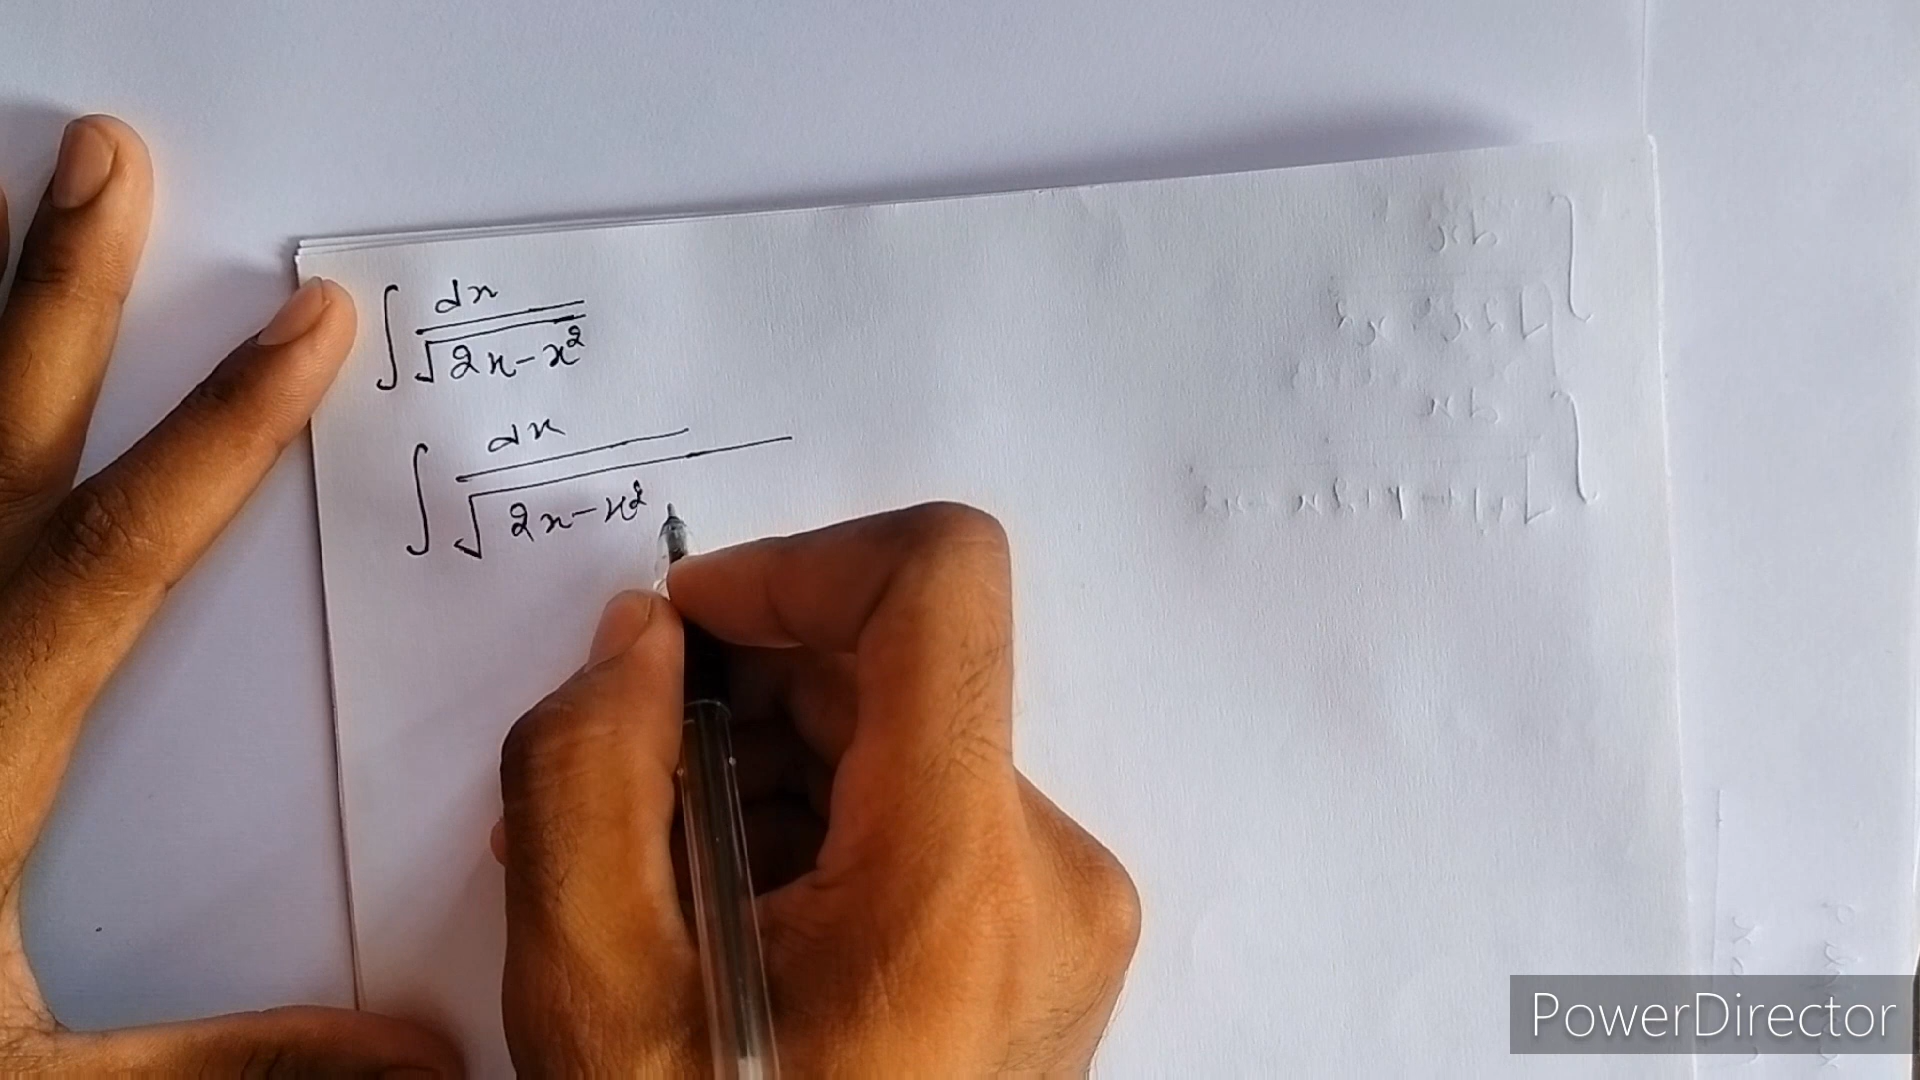 ∫ dx / √(2x-x²)
∫ dx / √(2x-x²
PowerDirector